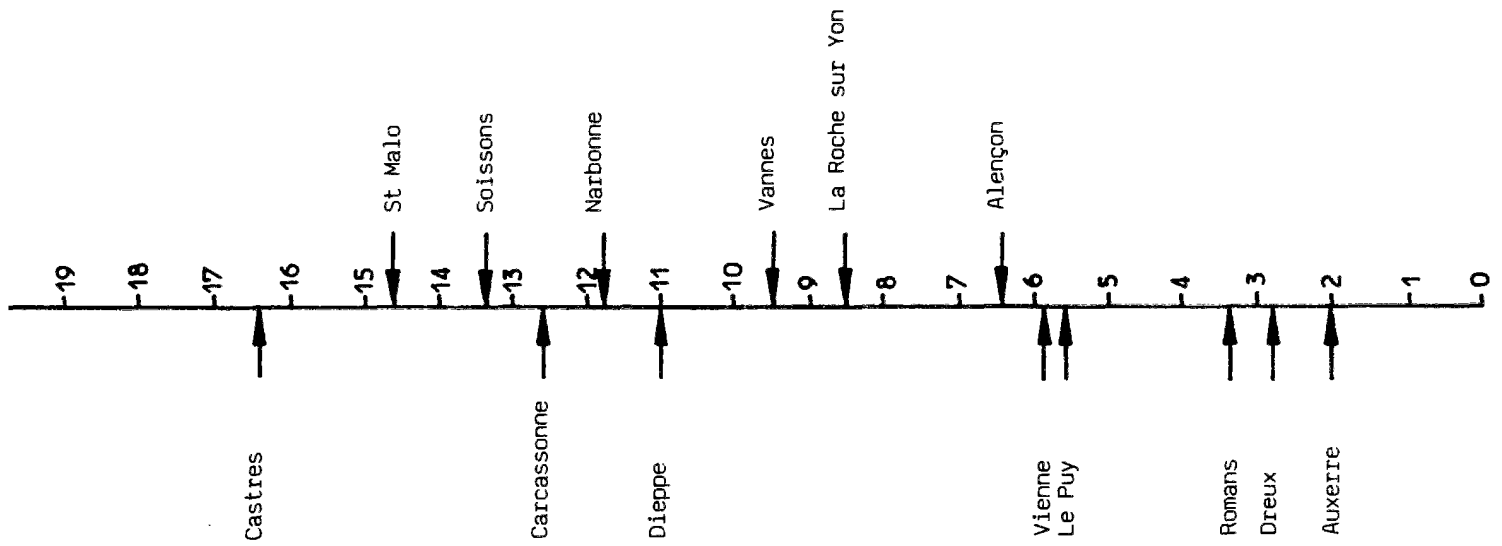 19
18
17
Castres
16
15
St Malo
14
Soissons
13
Carcassonne
12
Narbonne
Dieppe 11
10
Vannes
9
La Roche sur Yon
8
7
Alençon
6
Vienne
Le Puy
5
4
Romans
3
Dreux
Auxerre 2
1
0